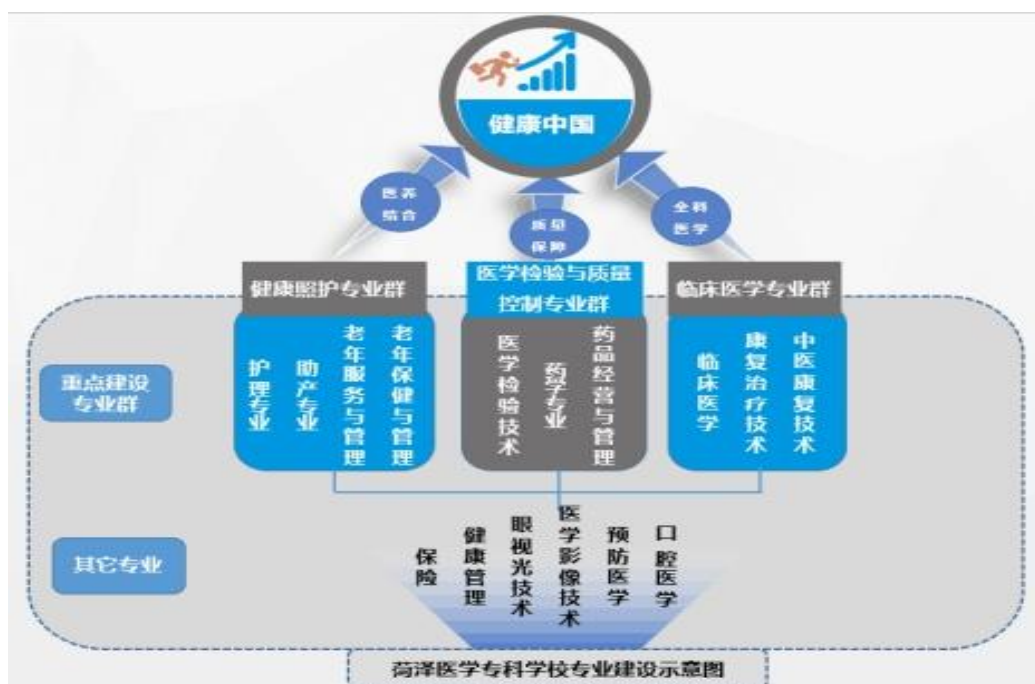 健康中国
医养
结合
质量
保障
全科
医学
健康照护专业群
医学检验与质量
控制专业群
临床医学专业群
重点建设
专业群
护理专业
助产专业
老年服务与管理
老年保健与管理
医学检验技术
药学专业
药品经营与管理
临床医学
康复治疗技术
中医康复技术
其它专业
保险
健康管理
眼视光技术
医学影像技术
预防医学
口腔医学
菏泽医学专科学校专业建设示意图